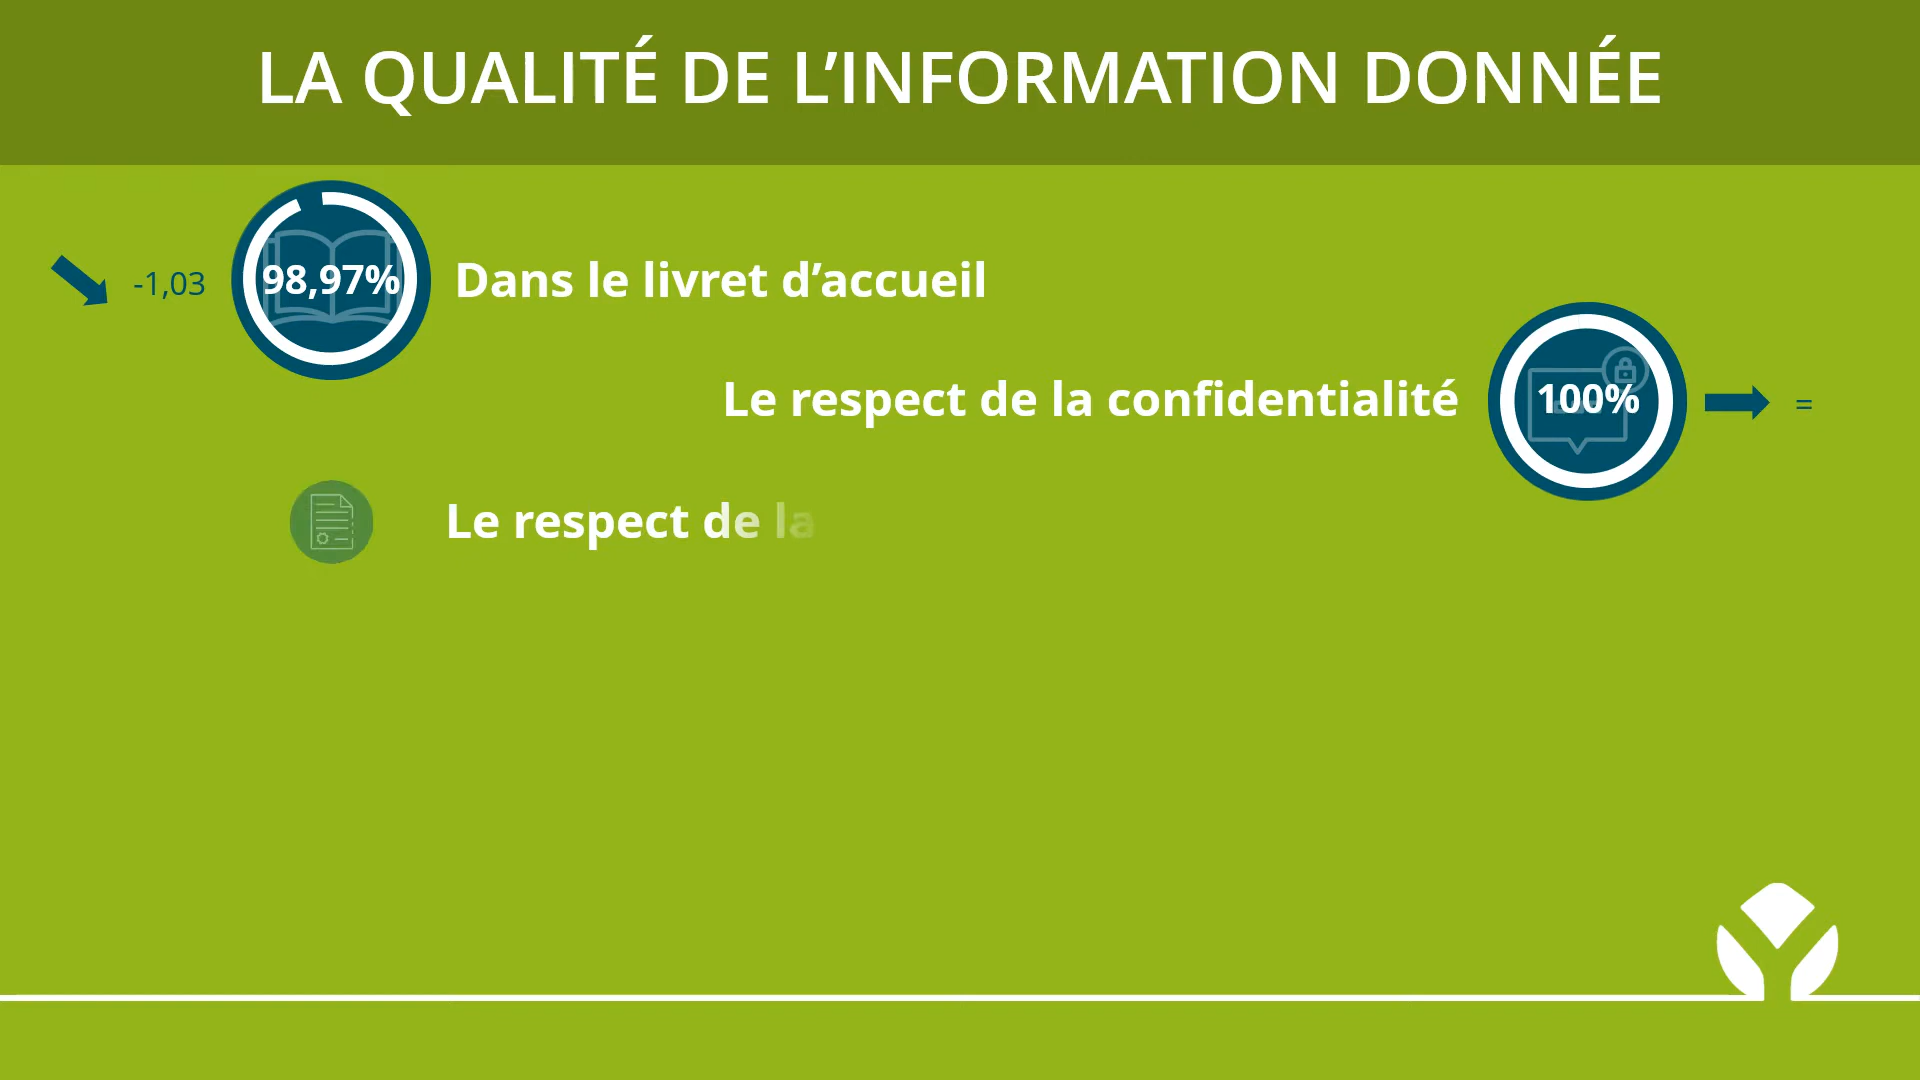 LA QUALITÉ DE L’INFORMATION DONNÉE
-1,03
98,97%
Dans le livret d’accueil
Le respect de la confidentialité
100%
=
Le respect de la